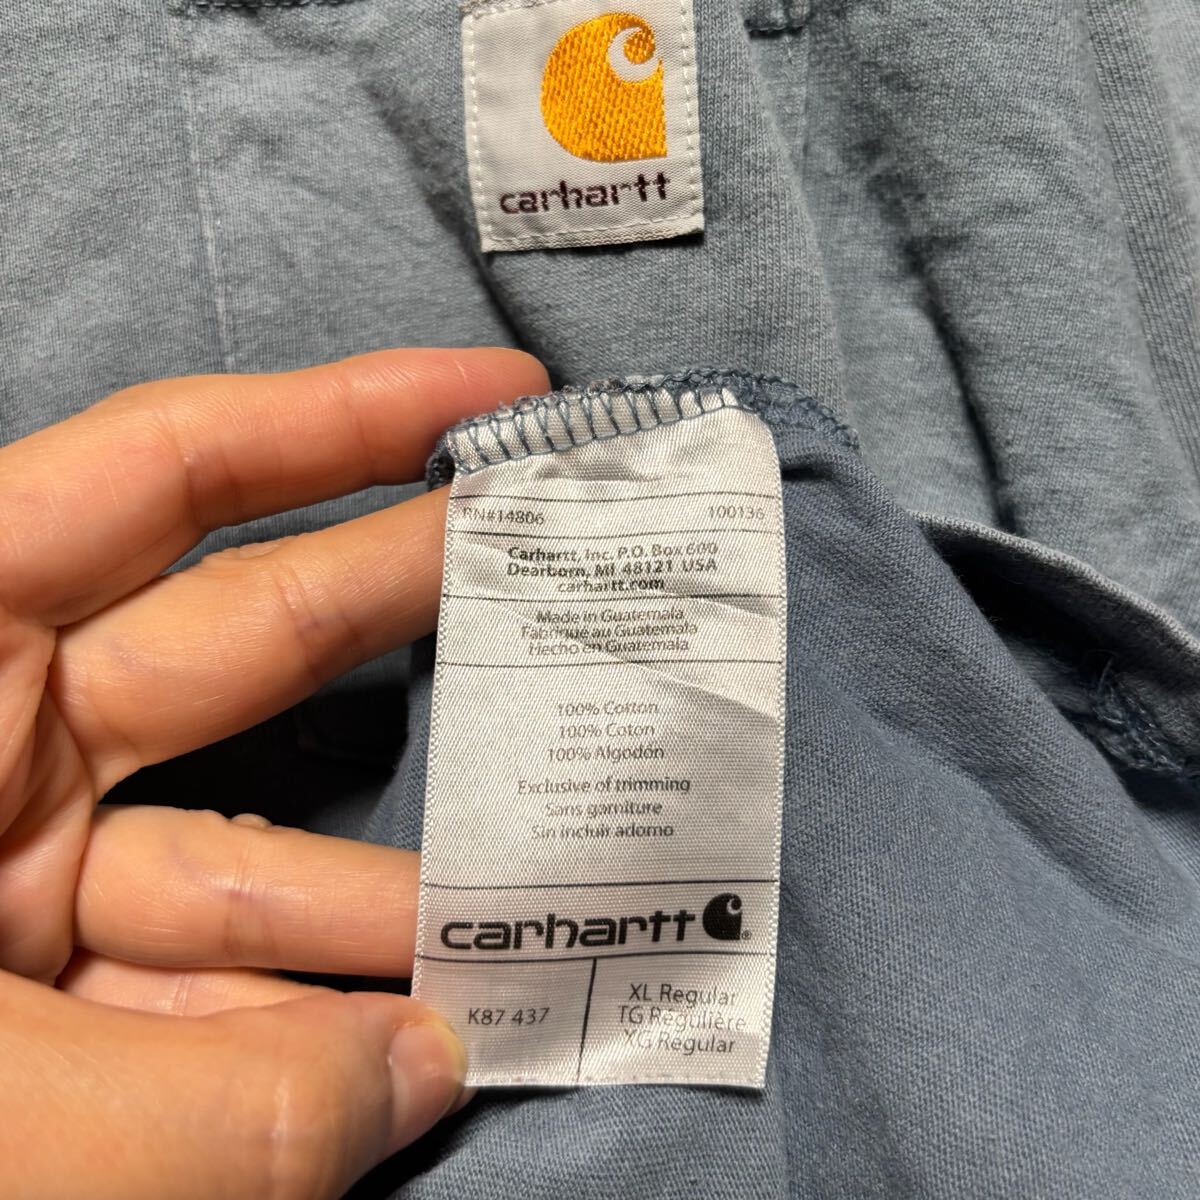 carhartt
RN#14806 100136
Carhartt, Inc. P.O. Box 600
Dearborn, MI 48121 USA
carhartt.com
Made in Guatemala
Fabriqué au Guatemala
Hecho en Guatemala
100% Cotton
100% Coton
100% Algodón
Exclusive of trimming
Sans garniture
Sin incluir adorno
carhartt
K87 437
XL Regular
TG Régulière
XG Regular